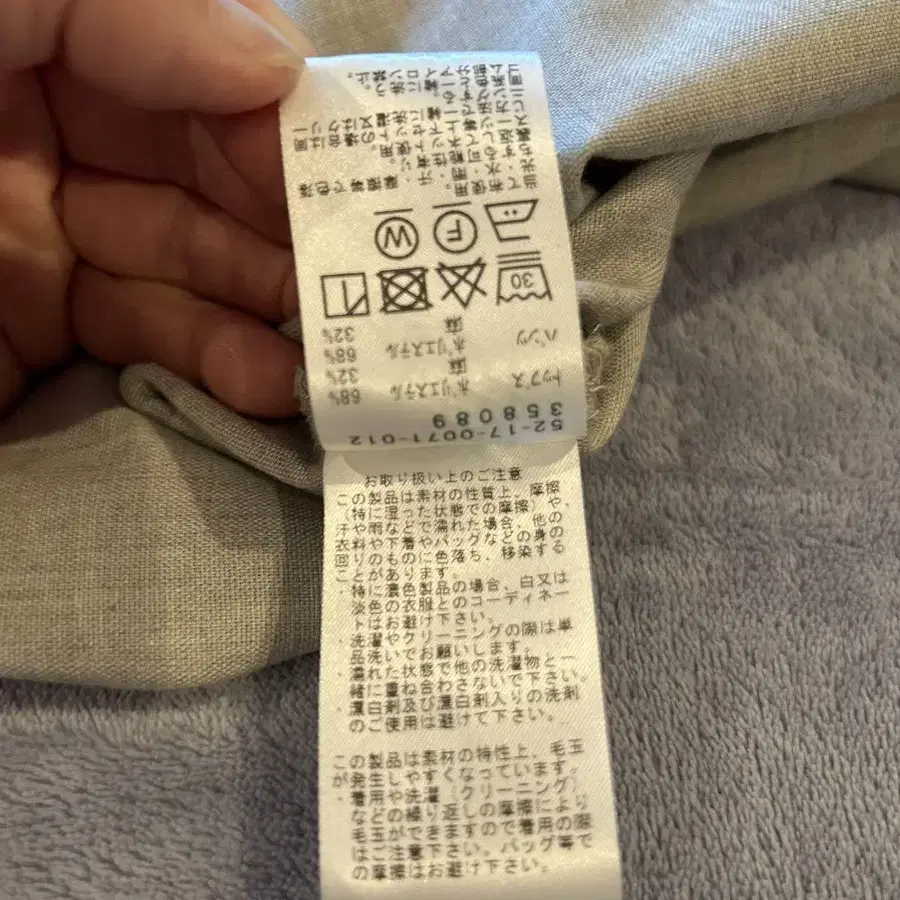 52-17-0071-012
358089
トップス ポリエステル 68%
麻 32%
パンツ ポリエステル 68%
麻 32%
30
F
W
お取り扱い上のご注意
この製品は素材の性質上、摩擦
(特に湿った状態での摩擦)や、
汗や雨などで濡れた場合、他の
衣料や下着やバッグなどの身の
回りのものに色落ち、移染する
ことがあります。
・特に濃色製品の場合、白又は
淡色の衣服とのコーディネー
トはお避け下さい。
・洗濯やクリーニングの際は単
品洗いでお願いします。
・濡れた状態で他の洗濯物と一
緒に重ね合わさないで下さい。
・漂白剤及び漂白剤入りの洗剤
のご使用は避けて下さい。
この製品は素材の特性上、毛玉
が発生しやすくなっています。
・着用や洗濯(クリーニング)
などの繰り返しの摩擦により
毛玉ができますので着用の際
はご注意下さい。バッグ等で
の摩擦はお避け下さい。